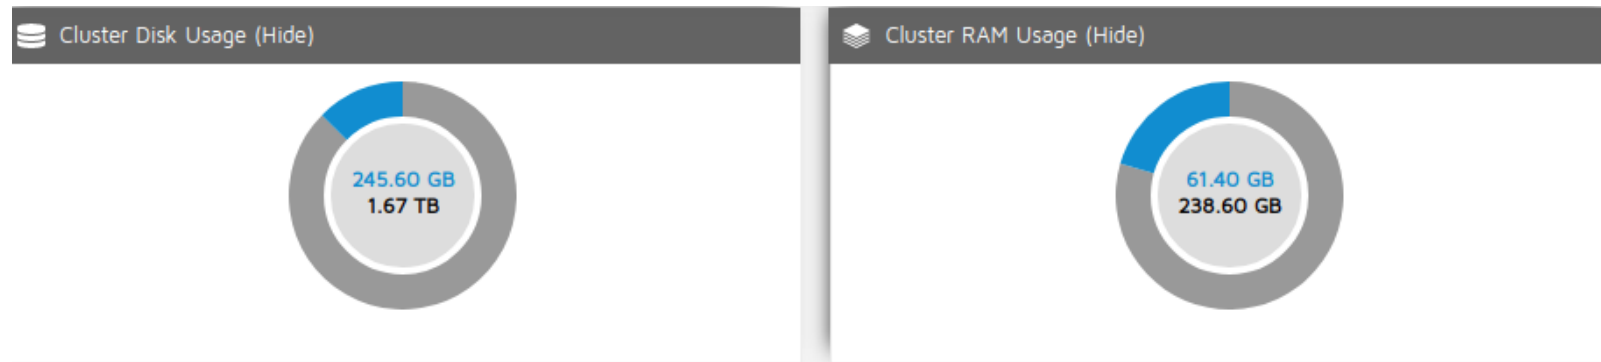 Cluster Disk Usage (Hide)
245.60 GB
1.67 TB
Cluster RAM Usage (Hide)
61.40 GB
238.60 GB